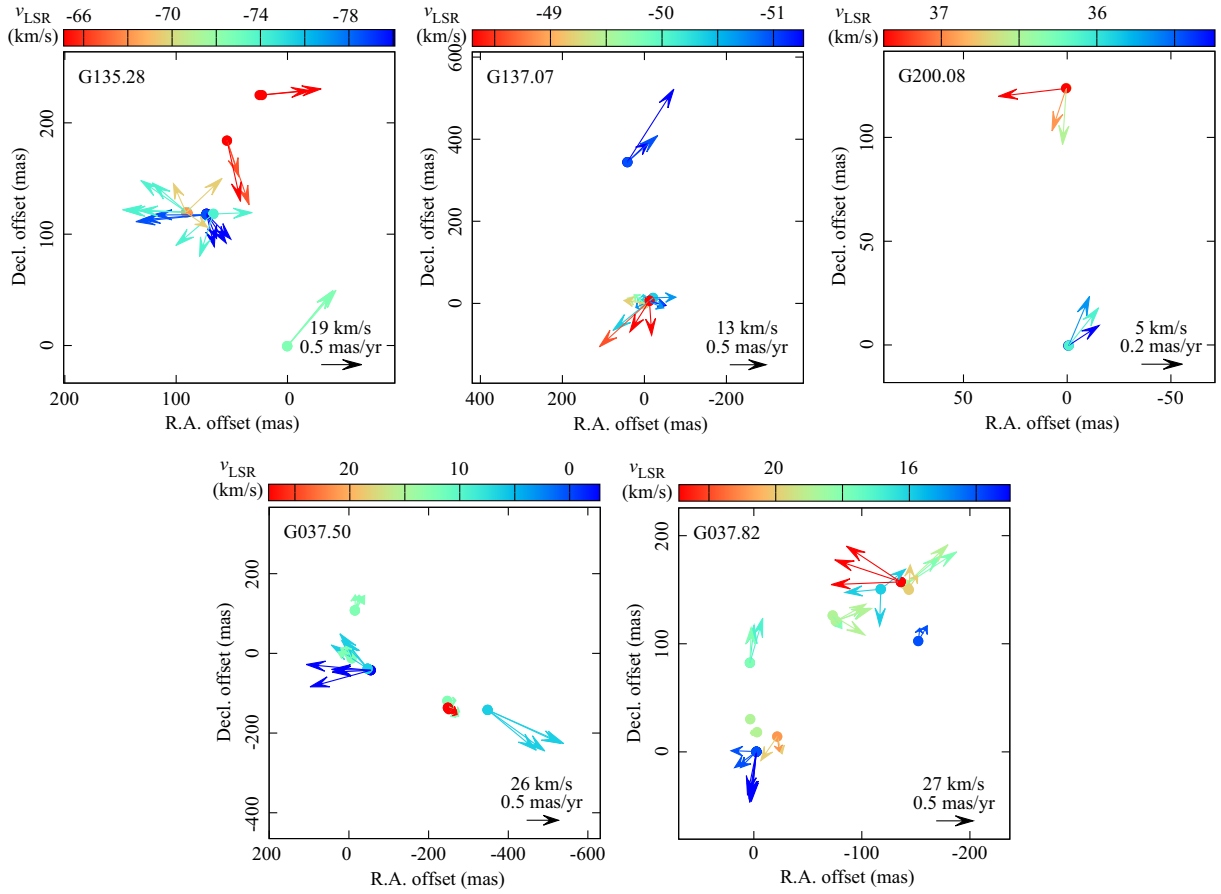 v_LSR (km/s) -66 -70 -74 -78
G135.28
Decl. offset (mas)
200
100
0
19 km/s
0.5 mas/yr
200 100 0
R.A. offset (mas)
v_LSR (km/s) -49 -50 -51
G137.07
Decl. offset (mas)
600
400
200
0
13 km/s
0.5 mas/yr
400 200 0 -200
R.A. offset (mas)
v_LSR (km/s) 37 36
G200.08
Decl. offset (mas)
100
50
0
5 km/s
0.2 mas/yr
50 0 -50
R.A. offset (mas)
v_LSR (km/s) 20 10 0
G037.50
Decl. offset (mas)
200
0
-200
-400
26 km/s
0.5 mas/yr
200 0 -200 -400 -600
R.A. offset (mas)
v_LSR (km/s) 20 16
G037.82
Decl. offset (mas)
200
100
0
27 km/s
0.5 mas/yr
0 -100 -200
R.A. offset (mas)